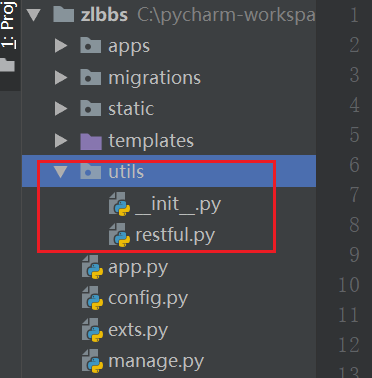 1: Proj
zlbbs C:\pycharm-workspa
apps
migrations
static
templates
utils
__init__.py
restful.py
app.py
config.py
exts.py
manage.py
1
2
3
4
5
6
7
8
9
10
11
12
13